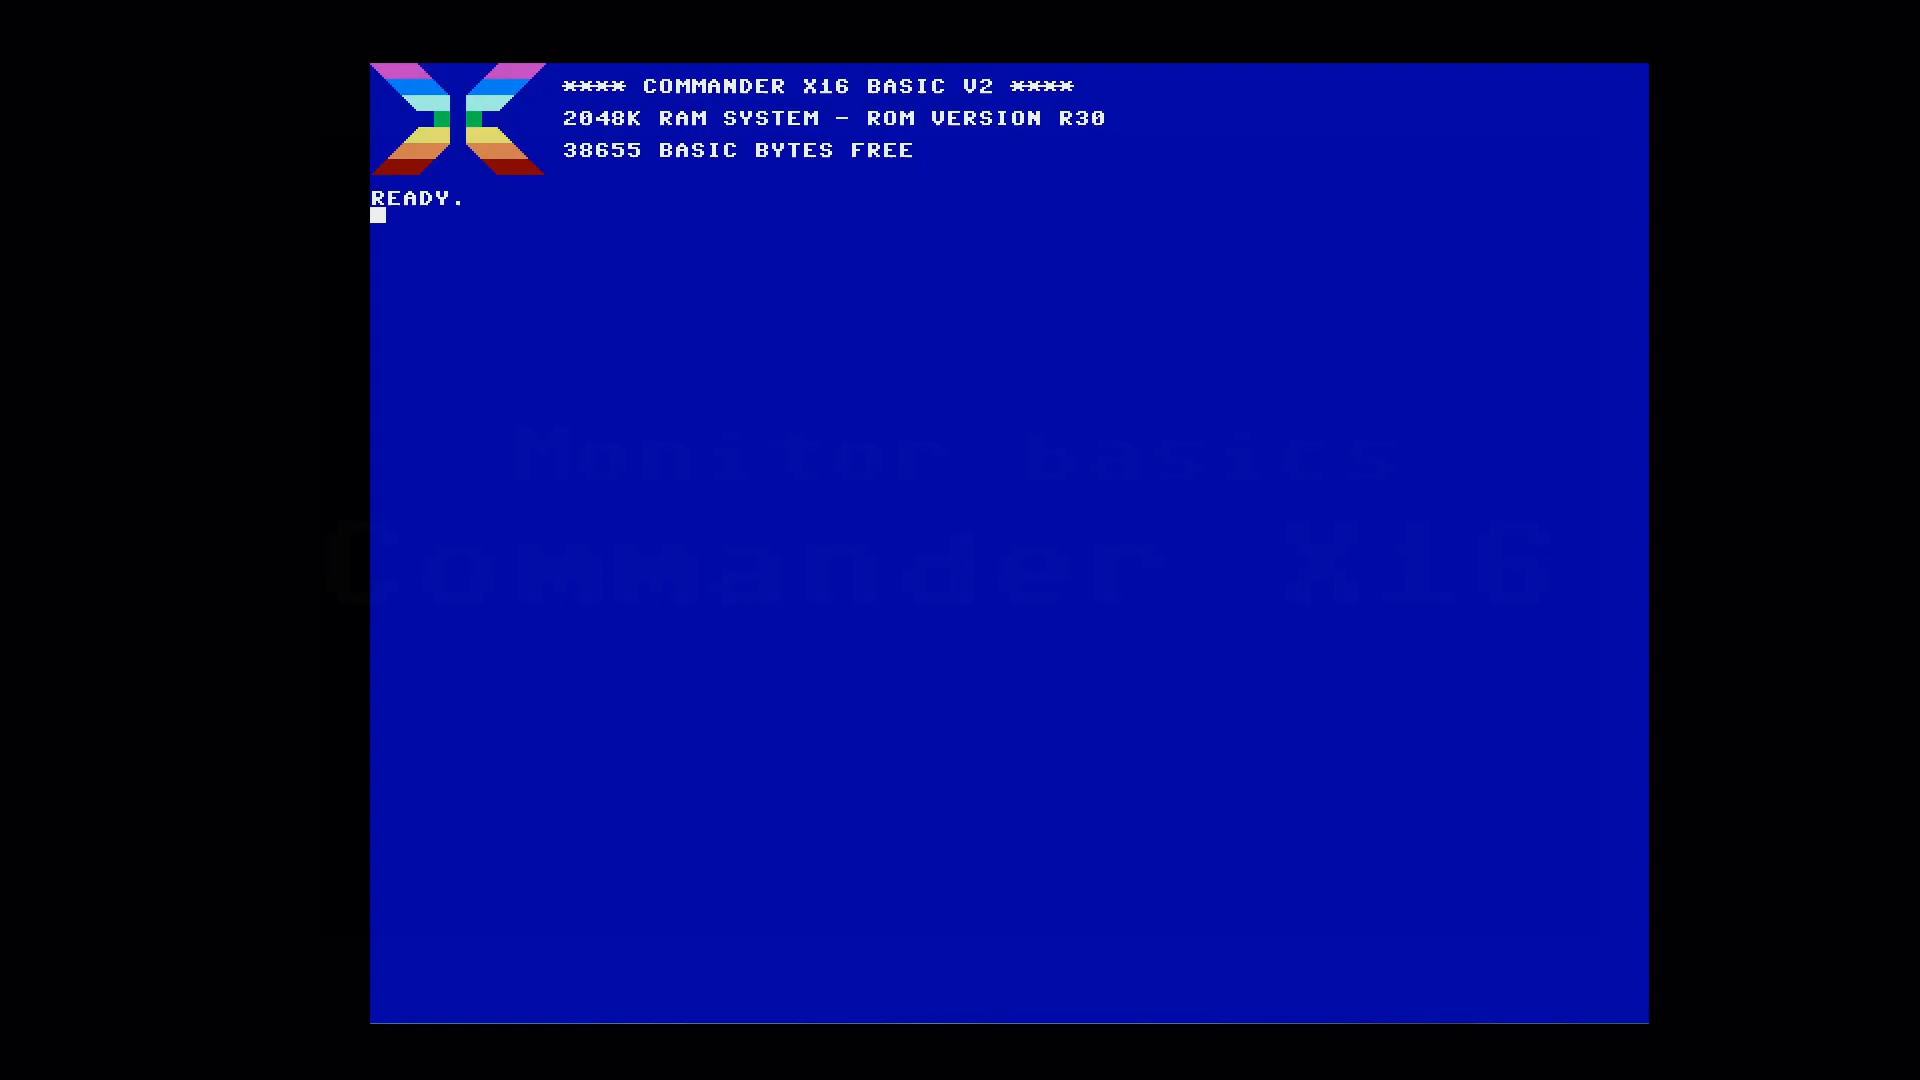 **** COMMANDER X16 BASIC V2 ****
2048K RAM SYSTEM - ROM VERSION R30
38655 BASIC BYTES FREE
READY.
Monitor basics
Commander X16